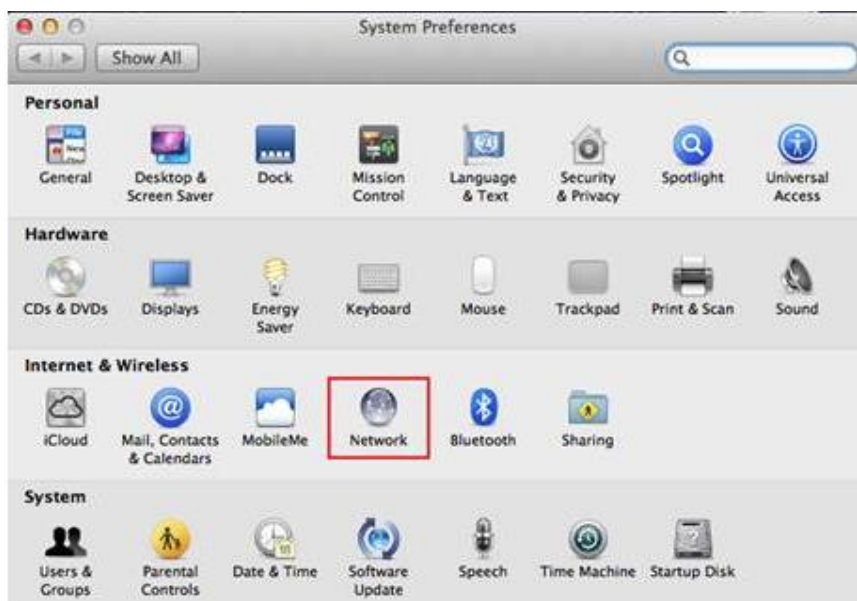 System Preferences
Show All
Personal
General
Desktop &
Screen Saver
Dock
Mission
Control
Language
& Text
Security
& Privacy
Spotlight
Universal
Access
Hardware
CDs & DVDs
Displays
Energy
Saver
Keyboard
Mouse
Trackpad
Print & Scan
Sound
Internet & Wireless
iCloud
Mail, Contacts
& Calendars
MobileMe
Network
Bluetooth
Sharing
System
Users &
Groups
Parental
Controls
Date & Time
Software
Update
Speech
Time Machine
Startup Disk